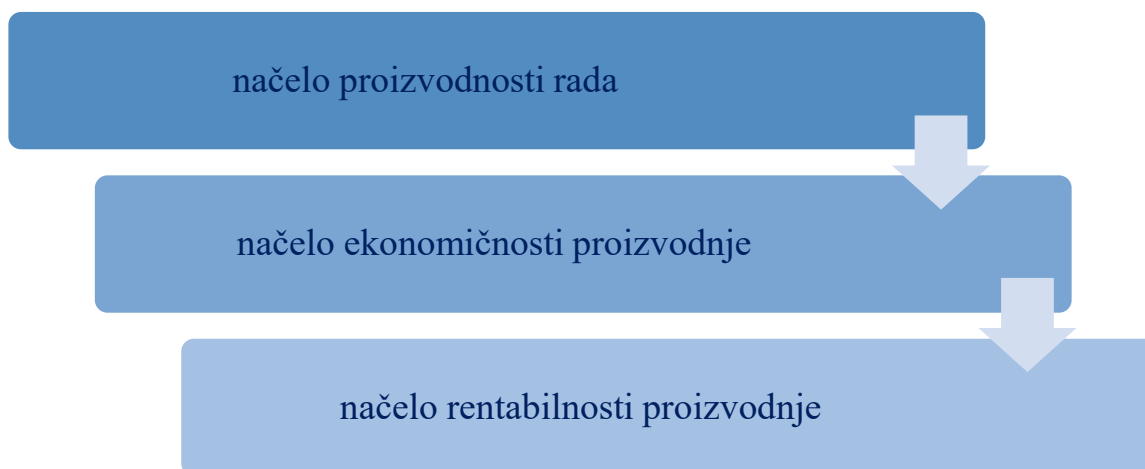 načelo proizvodnosti rada
načelo ekonomičnosti proizvodnje
načelo rentabilnosti proizvodnje